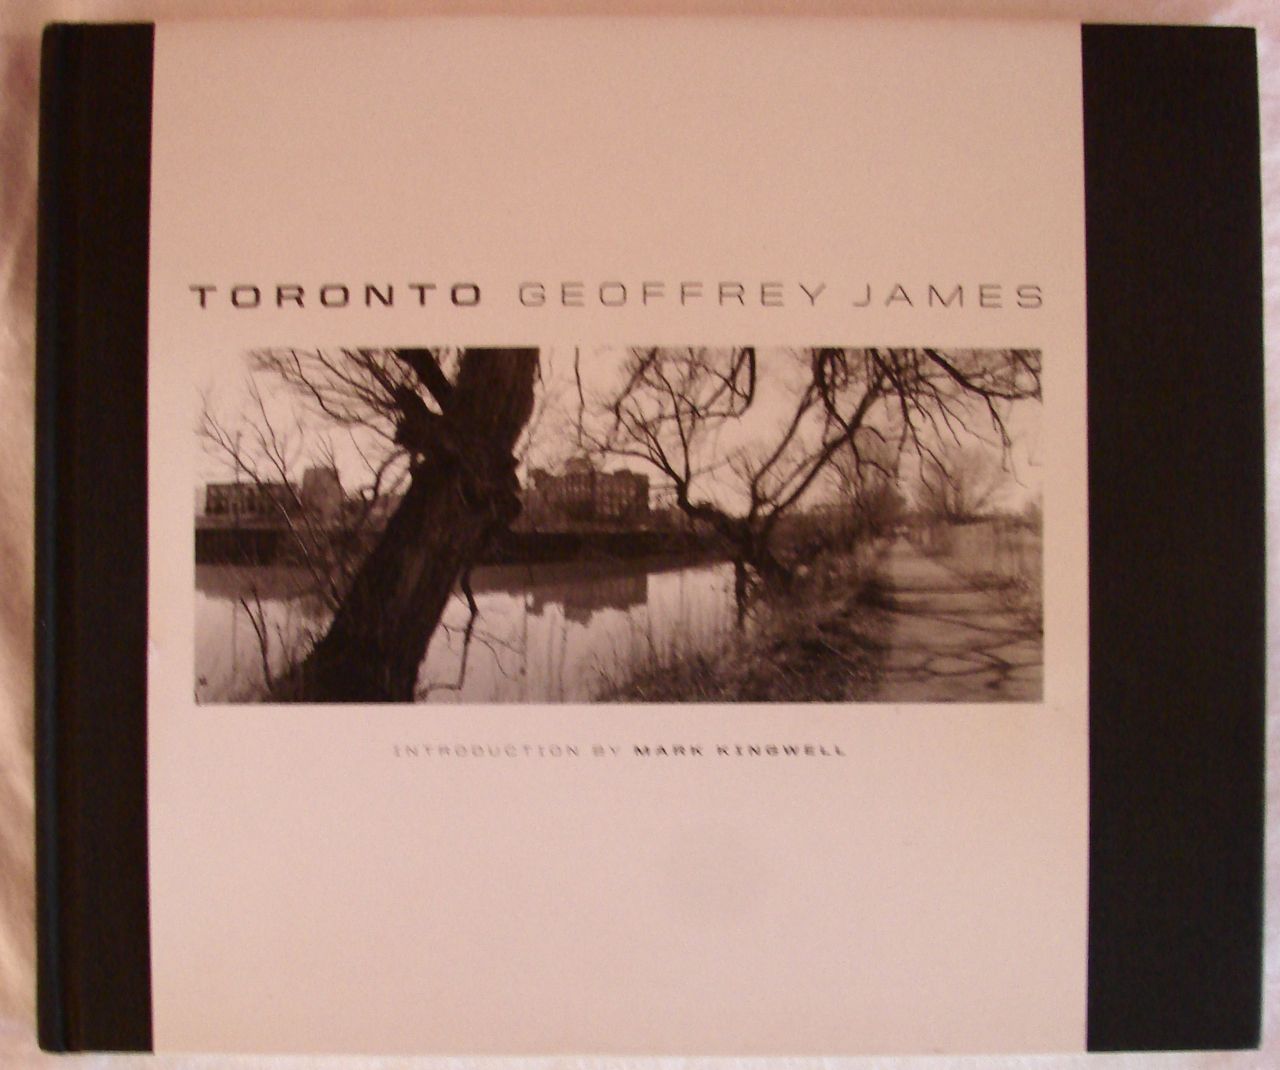 TORONTO GEOFFREY JAMES
INTRODUCTION BY MARK KINGWELL